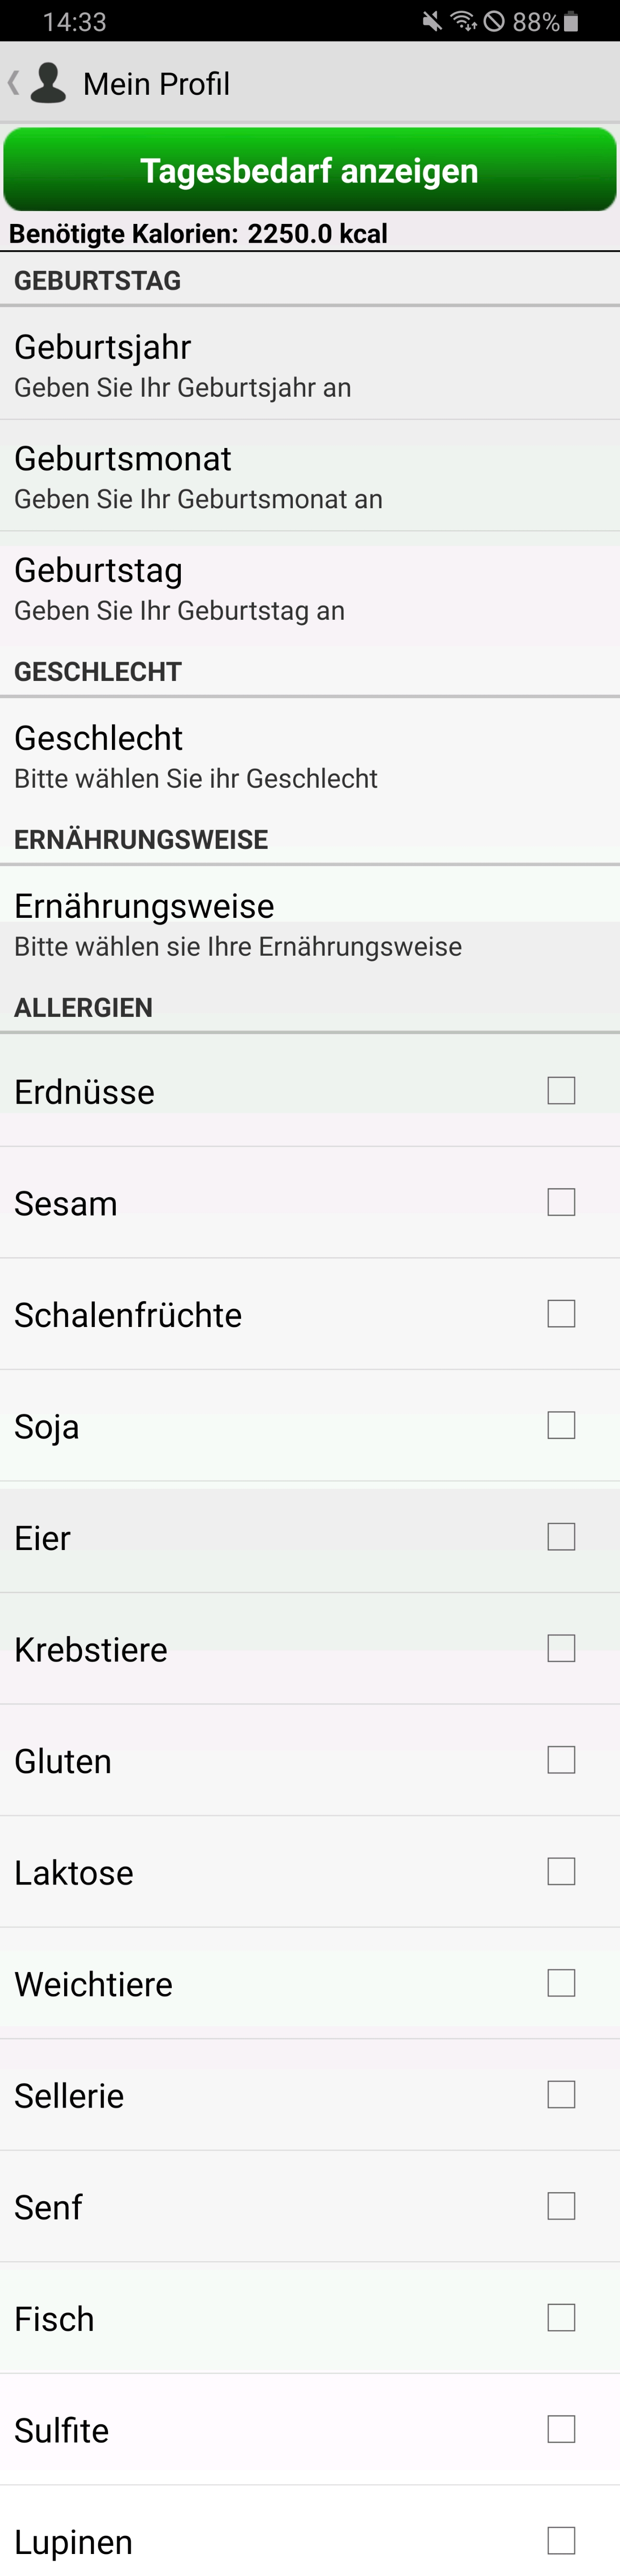 14:33
88%
Mein Profil
Tagesbedarf anzeigen
Benötigte Kalorien: 2250.0 kcal
GEBURTSTAG
Geburtsjahr
Geben Sie Ihr Geburtsjahr an
Geburtsmonat
Geben Sie Ihr Geburtsmonat an
Geburtstag
Geben Sie Ihr Geburtstag an
GESCHLECHT
Geschlecht
Bitte wählen Sie ihr Geschlecht
ERNÄHRUNGSWEISE
Ernährungsweise
Bitte wählen sie Ihre Ernährungsweise
ALLERGIEN
Erdnüsse
Sesam
Schalenfrüchte
Soja
Eier
Krebstiere
Gluten
Laktose
Weichtiere
Sellerie
Senf
Fisch
Sulfite
Lupinen